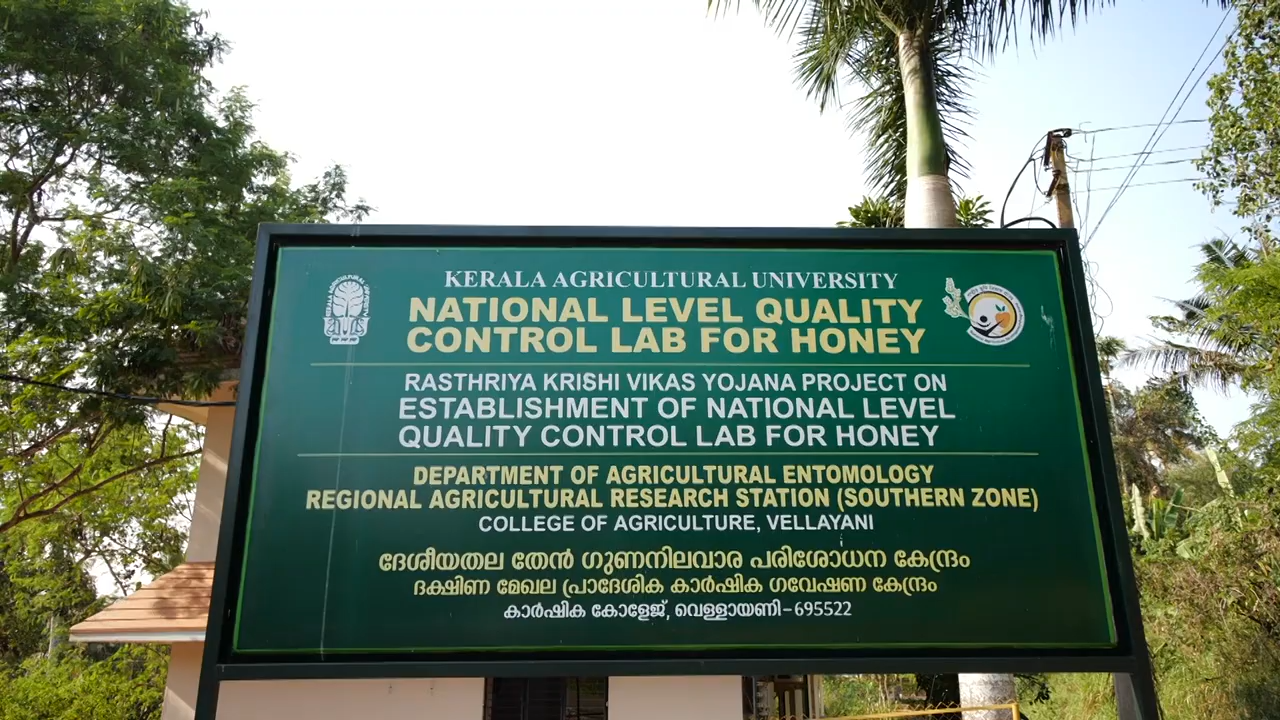 KERALA AGRICULTURAL UNIVERSITY
NATIONAL LEVEL QUALITY
CONTROL LAB FOR HONEY
RASTHRIYA KRISHI VIKAS YOJANA PROJECT ON
ESTABLISHMENT OF NATIONAL LEVEL
QUALITY CONTROL LAB FOR HONEY
DEPARTMENT OF AGRICULTURAL ENTOMOLOGY
REGIONAL AGRICULTURAL RESEARCH STATION (SOUTHERN ZONE)
COLLEGE OF AGRICULTURE, VELLAYANI
ദേശീയതല തേൻ ഗുണനിലവാര പരിശോധന കേന്ദ്രം
ദക്ഷിണ മേഖല പ്രാദേശിക കാർഷിക ഗവേഷണ കേന്ദ്രം
കാർഷിക കോളേജ്, വെള്ളായണി-695522